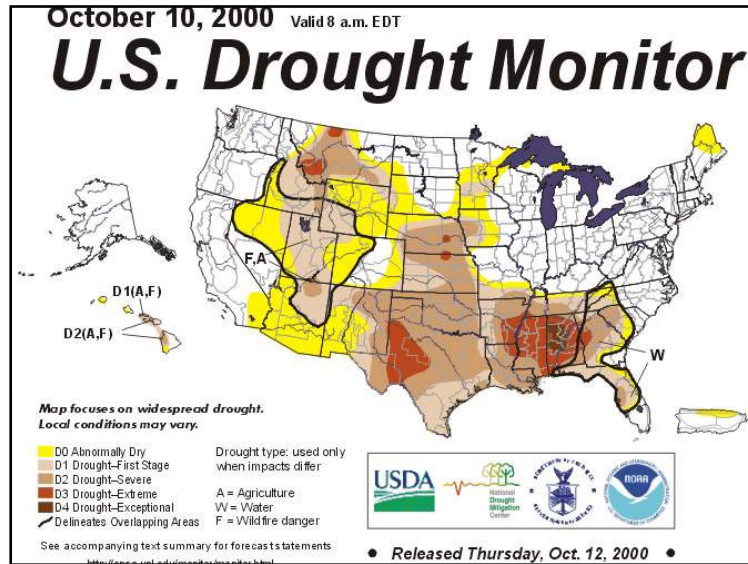 October 10, 2000 Valid 8 a.m. EDT
U.S. Drought Monitor
F,A
D1(A,F)
D2(A,F)
W
Map focuses on widespread drought.
Local conditions may vary.
D0 Abnormally Dry
D1 Drought–First Stage
D2 Drought–Severe
D3 Drought–Extreme
D4 Drought–Exceptional
Delineates Overlapping Areas
Drought type: used only
when impacts differ
A = Agriculture
W = Water
F = Wildfire danger
USDA
National
Drought
Mitigation
Center
NOAA
See accompanying text summary for forecast statements
Released Thursday, Oct. 12, 2000